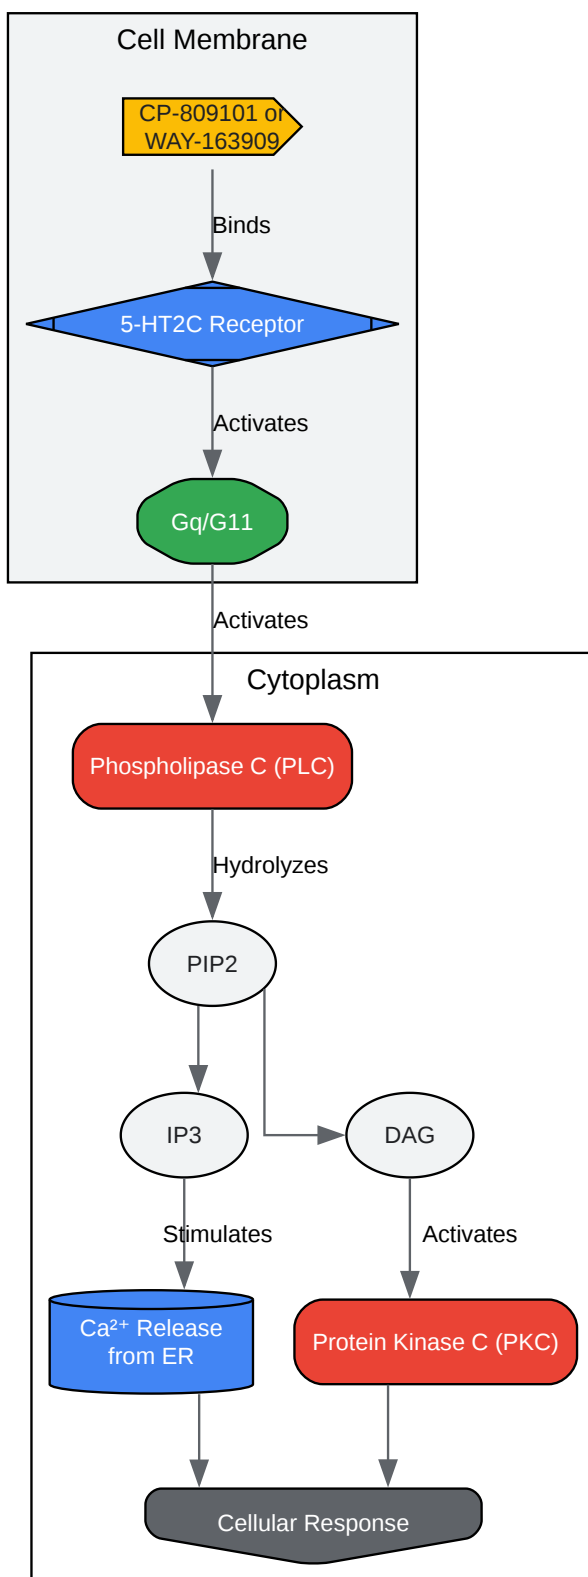 Cell Membrane
CP-809101 or
WAY-163909
Binds
5-HT2C Receptor
Activates
Gq/G11
Activates
Cytoplasm
Phospholipase C (PLC)
Hydrolyzes
PIP2
IP3
DAG
Stimulates
Activates
Ca²⁺ Release
from ER
Protein Kinase C (PKC)
Cellular Response